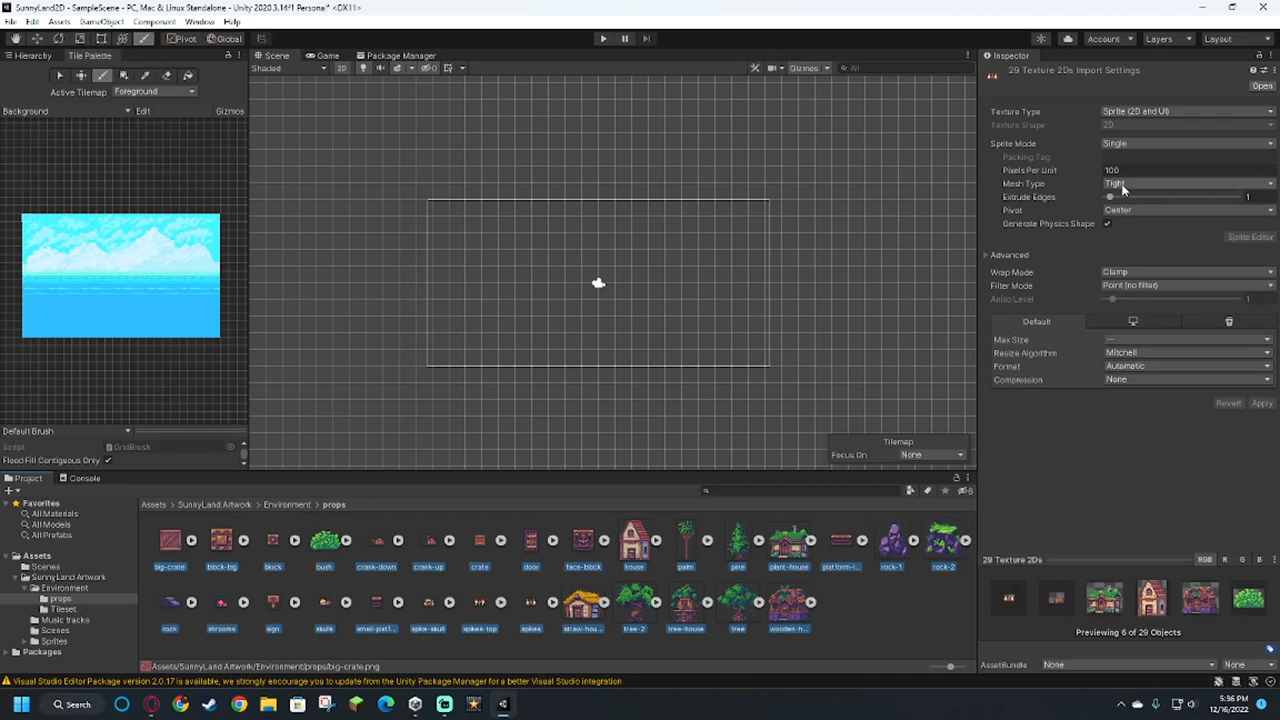 SunnyLand2D - SampleScene - PC, Mac & Linux Standalone - Unity 2020.3.14f1 Personal* <DX11>
File Edit Assets GameObject Component Window Help
Pivot Global Account Layers Layout
Hierarchy Tile Palette Scene Game Package Manager Inspector
Shaded 2D Gizmos All
29 Texture 2Ds Import Settings
Open
Active Tilemap Foreground
Background Edit Gizmos
Texture Type Sprite (2D and UI)
Texture Shape 2D
Sprite Mode Single
Packing Tag
Pixels Per Unit 100
Mesh Type Tight
Extrude Edges 1
Pivot Center
Generate Physics Shape
Sprite Editor
Advanced
Wrap Mode Clamp
Filter Mode Point (no filter)
Aniso Level 1
Default
Max Size —
Resize Algorithm Mitchell
Format Automatic
Compression None
Revert Apply
Default Brush
Script GridBrush
Flood Fill Contiguous Only
Tilemap
Focus On None
Project Console
Favorites
All Materials
All Models
All Prefabs
Assets
Scenes
SunnyLand Artwork
Environment
props
Tileset
Music tracks
Scenes
Sprites
Packages
Assets SunnyLand Artwork Environment props
big-crate block-big block bush crank-down crank-up crate door face-block house palm pine plant-house platform-l... rock-1 rock-2
rock shrooms sign skulls small-platf... spike-skull spikes-top spikes straw-hou... tree-2 tree-house tree wooden-h...
Assets/SunnyLand Artwork/Environment/props/big-crate.png
29 Texture 2Ds RGB R G B
Previewing 6 of 29 Objects
AssetBundle None None
Visual Studio Editor Package version 2.0.17 is available, we strongly encourage you to update from the Unity Package Manager for a better Visual Studio integration
Search
5:36 PM
12/16/2022